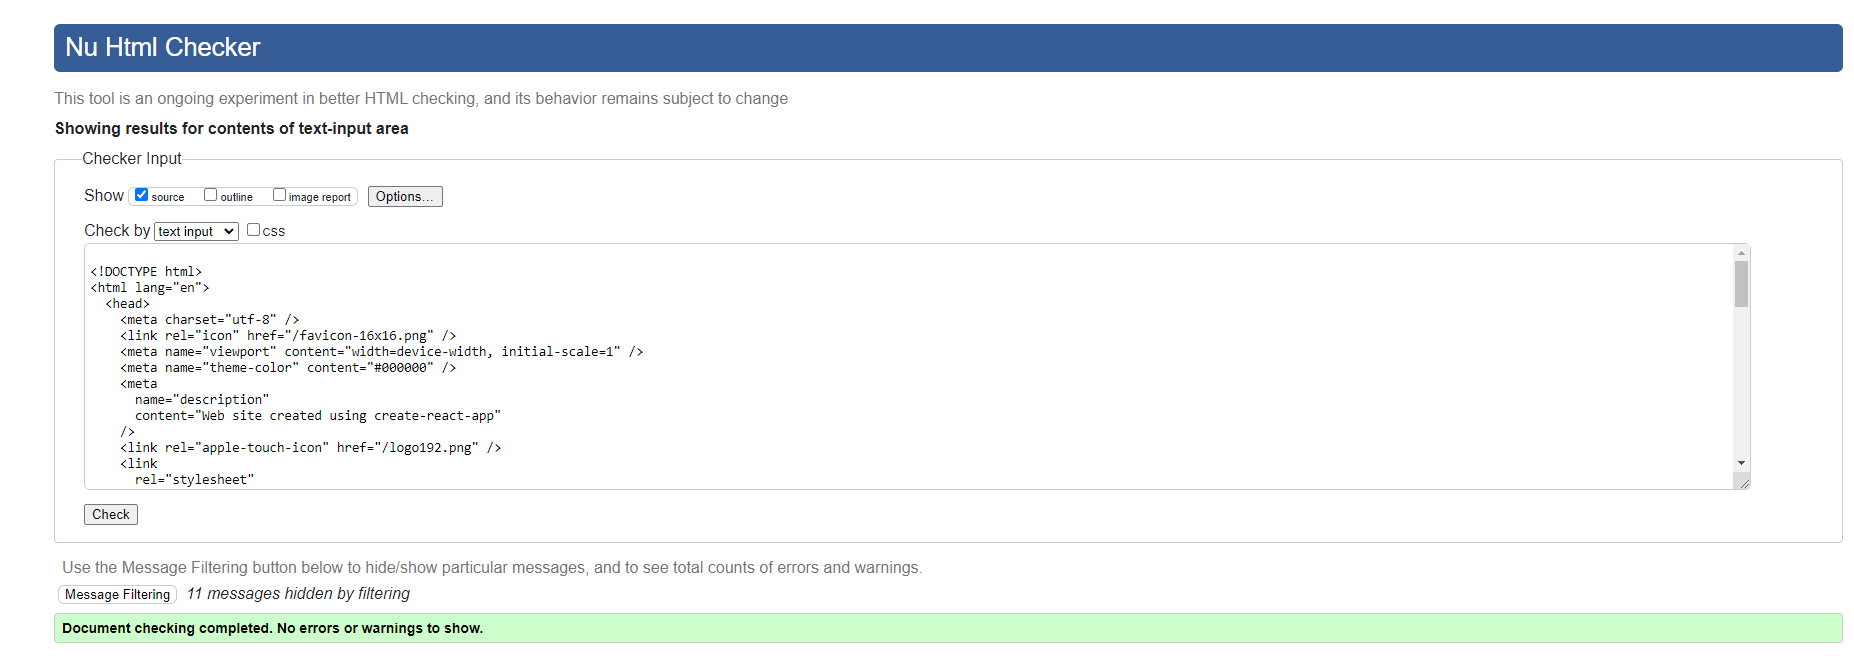 Nu Html Checker
This tool is an ongoing experiment in better HTML checking, and its behavior remains subject to change
Showing results for contents of text-input area
Checker Input
Show source outline image report Options...
Check by text input css
<!DOCTYPE html>
<html lang="en">
  <head>
    <meta charset="utf-8" />
    <link rel="icon" href="/favicon-16x16.png" />
    <meta name="viewport" content="width=device-width, initial-scale=1" />
    <meta name="theme-color" content="#000000" />
    <meta
      name="description"
      content="Web site created using create-react-app"
    />
    <link rel="apple-touch-icon" href="/logo192.png" />
    <link
      rel="stylesheet"
Check
Use the Message Filtering button below to hide/show particular messages, and to see total counts of errors and warnings.
Message Filtering 11 messages hidden by filtering
Document checking completed. No errors or warnings to show.